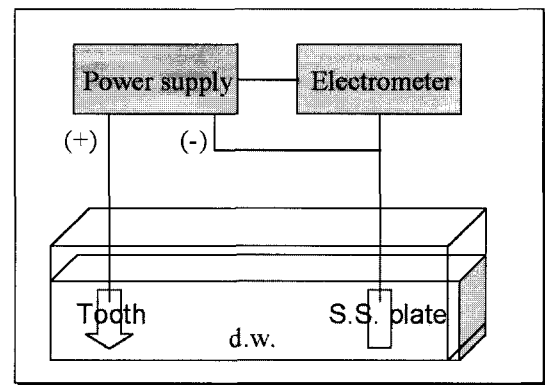 Power supply
Electrometer
(+)
(-)
Tooth
S.S. plate
d.w.